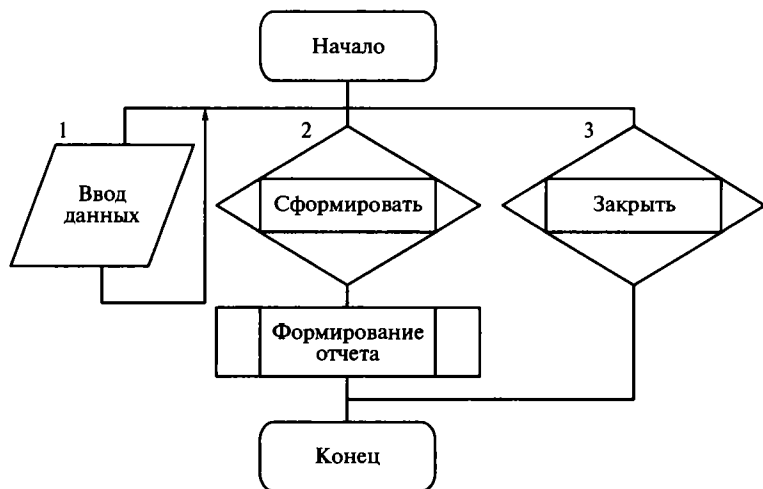 Начало
1
2
3
Ввод
данных
Сформировать
Закрыть
Формирование
отчета
Конец